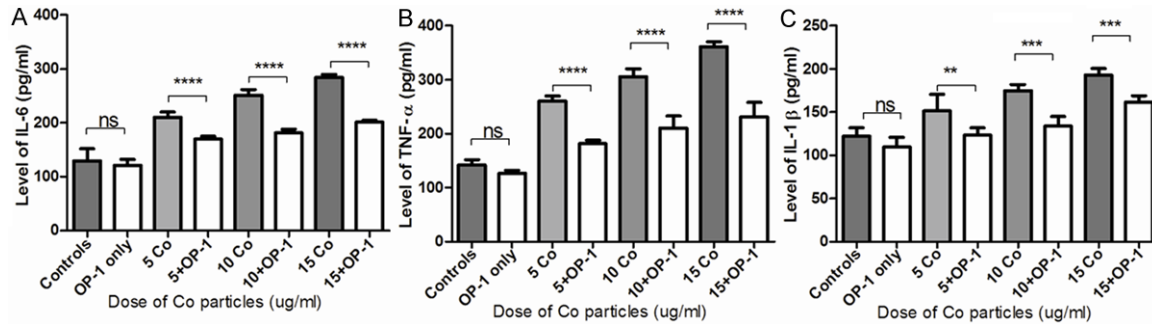 A
Level of IL-6 (pg/ml)
400
300
200
100
0
ns
****
****
****
Controls
OP-1 only
5 Co
5+OP-1
10 Co
10+OP-1
15 Co
15+OP-1
Dose of Co particles (ug/ml)
B
Level of TNF-α (pg/ml)
400
300
200
100
0
ns
****
****
****
Controls
OP-1 only
5 Co
5+OP-1
10 Co
10+OP-1
15 Co
15+OP-1
Dose of Co particles (ug/ml)
C
Level of IL-1 β (pg/ml)
250
200
150
100
50
0
ns
**
***
***
Controls
OP-1 only
5 Co
5+OP-1
10 Co
10+OP-1
15 Co
15+OP-1
Dose of Co particles (ug/ml)